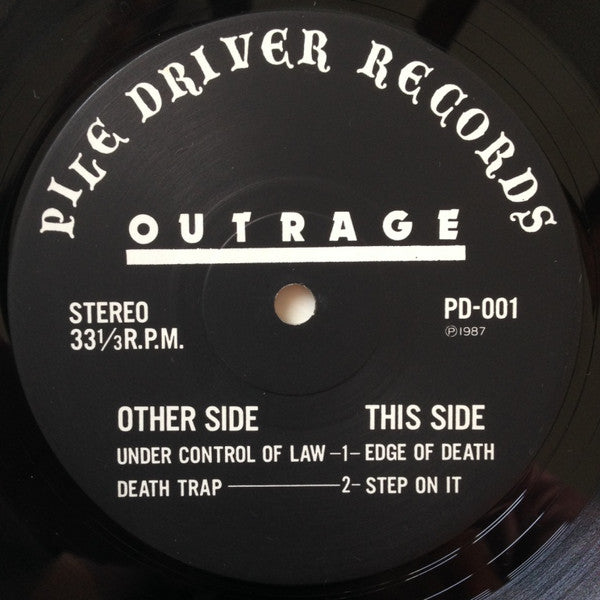 PILE DRIVER RECORDS
OUTRAGE
STEREO
33⅓R.P.M.
PD-001
℗1987
OTHER SIDE THIS SIDE
UNDER CONTROL OF LAW -1- EDGE OF DEATH
DEATH TRAP ——— 2- STEP ON IT